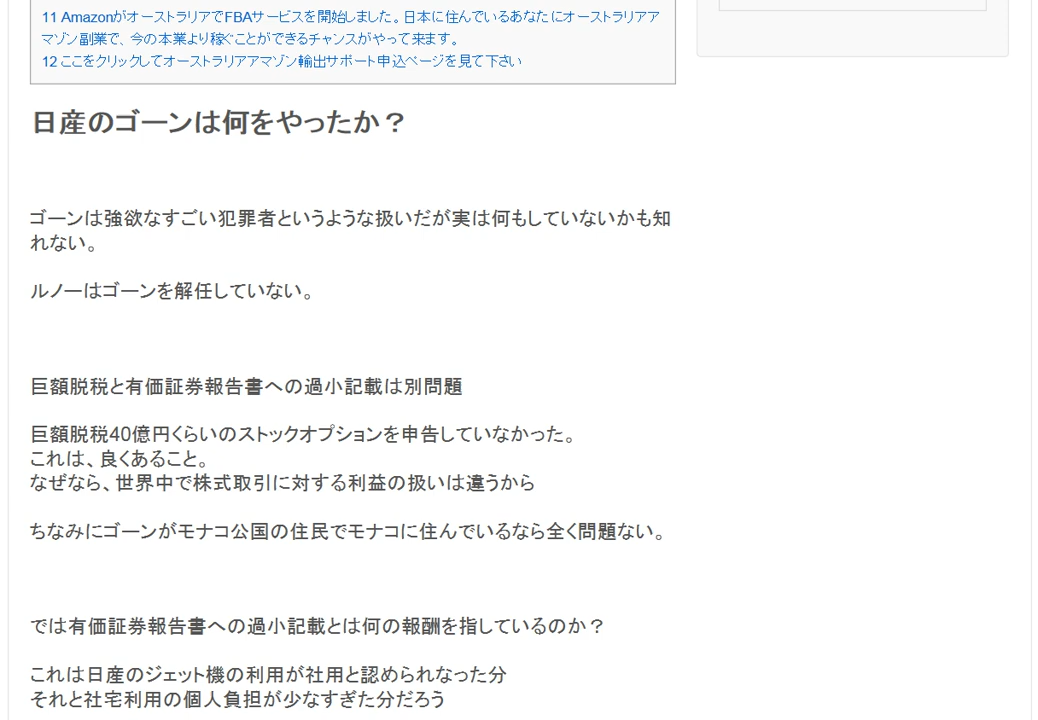 11 AmazonがオーストラリアでFBAサービスを開始しました。日本に住んでいるあなたにオーストラリアア
マゾン副業で、今の本業より稼ぐことができるチャンスがやって来ます。
12 ここをクリックしてオーストラリアアマゾン輸出サポート申込ページを見て下さい
日産のゴーンは何をやったか？
ゴーンは強欲なすごい犯罪者というような扱いだが実は何もしていないかも知
れない。
ルノーはゴーンを解任していない。
巨額脱税と有価証券報告書への過小記載は別問題
巨額脱税40億円くらいのストックオプションを申告していなかった。
これは、良くあること。
なぜなら、世界中で株式取引に対する利益の扱いは違うから
ちなみにゴーンがモナコ公国の住民でモナコに住んでいるなら全く問題ない。
では有価証券報告書への過小記載とは何の報酬を指しているのか？
これは日産のジェット機の利用が社用と認められなった分
それと社宅利用の個人負担が少なすぎた分だろう